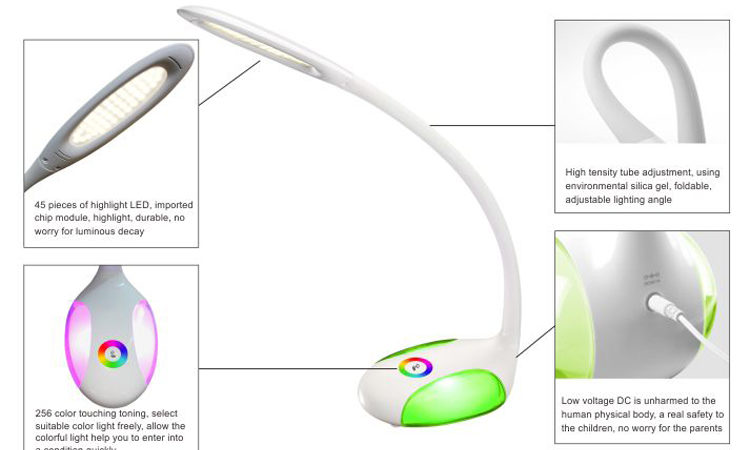 45 pieces of highlight LED, imported
chip module, highlight, durable, no
worry for luminous decay
High tensity tube adjustment, using
environmental silica gel, foldable,
adjustable lighting angle
256 color touching toning, select
suitable color light freely, allow the
colorful light help you to enter into
a condition quickly
Low voltage DC is unharmed to the
human physical body, a real safety to
the children, no worry for the parents